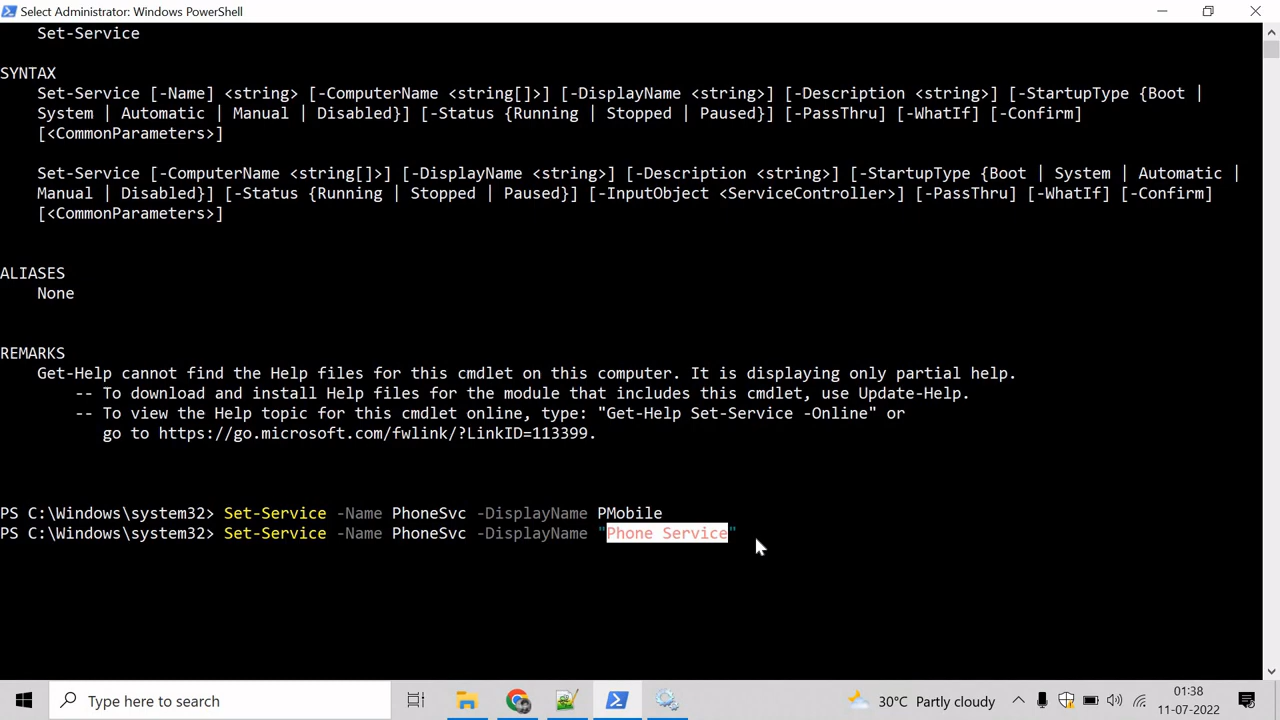 Select Administrator: Windows PowerShell
Set-Service
SYNTAX
Set-Service [-Name] <string> [-ComputerName <string[]>] [-DisplayName <string>] [-Description <string>] [-StartupType {Boot |
System | Automatic | Manual | Disabled}] [-Status {Running | Stopped | Paused}] [-PassThru] [-WhatIf] [-Confirm]
[<CommonParameters>]
Set-Service [-ComputerName <string[]>] [-DisplayName <string>] [-Description <string>] [-StartupType {Boot | System | Automatic |
Manual | Disabled}] [-Status {Running | Stopped | Paused}] [-InputObject <ServiceController>] [-PassThru] [-WhatIf] [-Confirm]
[<CommonParameters>]
ALIASES
None
REMARKS
Get-Help cannot find the Help files for this cmdlet on this computer. It is displaying only partial help.
-- To download and install Help files for the module that includes this cmdlet, use Update-Help.
-- To view the Help topic for this cmdlet online, type: "Get-Help Set-Service -Online" or
go to https://go.microsoft.com/fwlink/?LinkID=113399.
PS C:\Windows\system32> Set-Service -Name PhoneSvc -DisplayName PMobile
PS C:\Windows\system32> Set-Service -Name PhoneSvc -DisplayName "Phone Service"
Type here to search
30°C Partly cloudy
01:38
11-07-2022